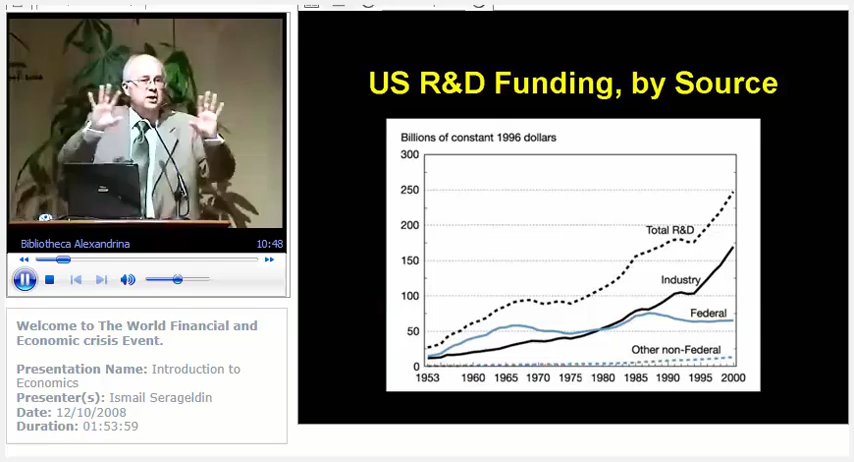 Bibliotheca Alexandrina 10:48
Welcome to The World Financial and
Economic crisis Event.
Presentation Name: Introduction to
Economics
Presenter(s): Ismail Serageldin
Date: 12/10/2008
Duration: 01:53:59
US R&D Funding, by Source
Billions of constant 1996 dollars
300
250
200
150
100
50
0
Total R&D
Industry
Federal
Other non-Federal
1953 1960 1965 1970 1975 1980 1985 1990 1995 2000